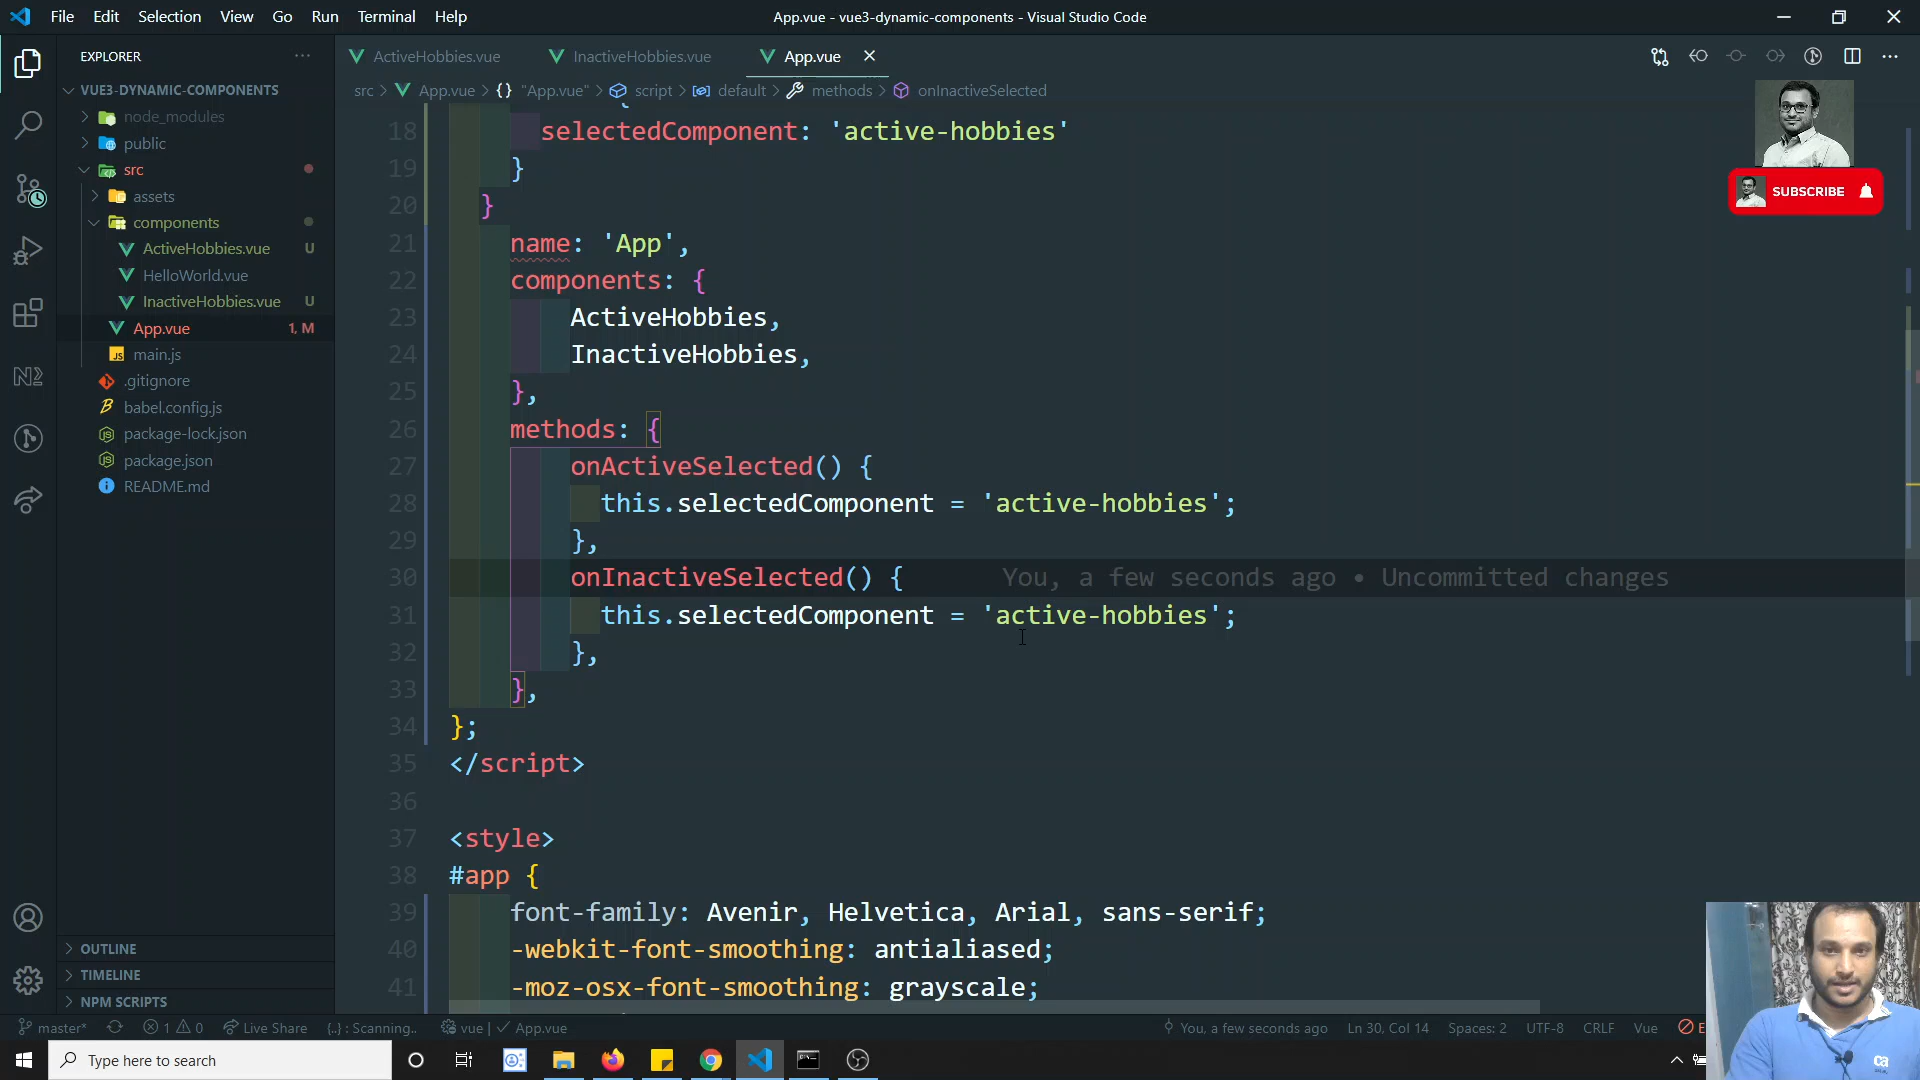 File Edit Selection View Go Run Terminal Help
App.vue - vue3-dynamic-components - Visual Studio Code
EXPLORER
ActiveHobbies.vue
InactiveHobbies.vue
App.vue
src > App.vue > {} "App.vue" > script > default > methods > onInactiveSelected
VUE3-DYNAMIC-COMPONENTS
node_modules
public
src
assets
components
ActiveHobbies.vue U
HelloWorld.vue
InactiveHobbies.vue U
App.vue 1, M
main.js
.gitignore
babel.config.js
package-lock.json
package.json
README.md
OUTLINE
TIMELINE
NPM SCRIPTS
SUBSCRIBE
{
18 selectedComponent: 'active-hobbies'
19 }
20 }
21 name: 'App',
22 components: {
23 ActiveHobbies,
24 InactiveHobbies,
25 },
26 methods: {
27 onActiveSelected() {
28 this.selectedComponent = 'active-hobbies';
29 },
30 onInactiveSelected() { You, a few seconds ago • Uncommitted changes
31 this.selectedComponent = 'active-hobbies';
32 },
33 },
34 };
35 </script>
36
37 <style>
38 #app {
39 font-family: Avenir, Helvetica, Arial, sans-serif;
40 -webkit-font-smoothing: antialiased;
41 -moz-osx-font-smoothing: grayscale;
master* 1 0 Live Share {..} : Scanning.. vue | App.vue You, a few seconds ago Ln 30, Col 14 Spaces: 2 UTF-8 CRLF Vue
Type here to search
ca